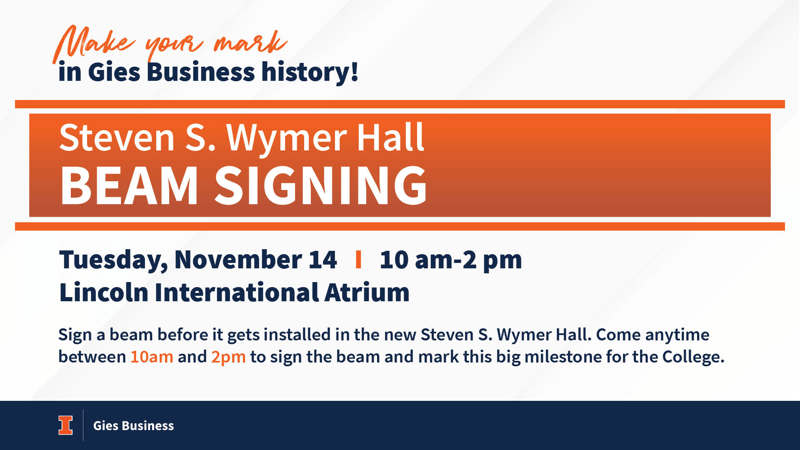 Make your mark
in Gies Business history!
Steven S. Wymer Hall
BEAM SIGNING
Tuesday, November 14 I 10 am-2 pm
Lincoln International Atrium
Sign a beam before it gets installed in the new Steven S. Wymer Hall. Come anytime
between 10am and 2pm to sign the beam and mark this big milestone for the College.
I Gies Business